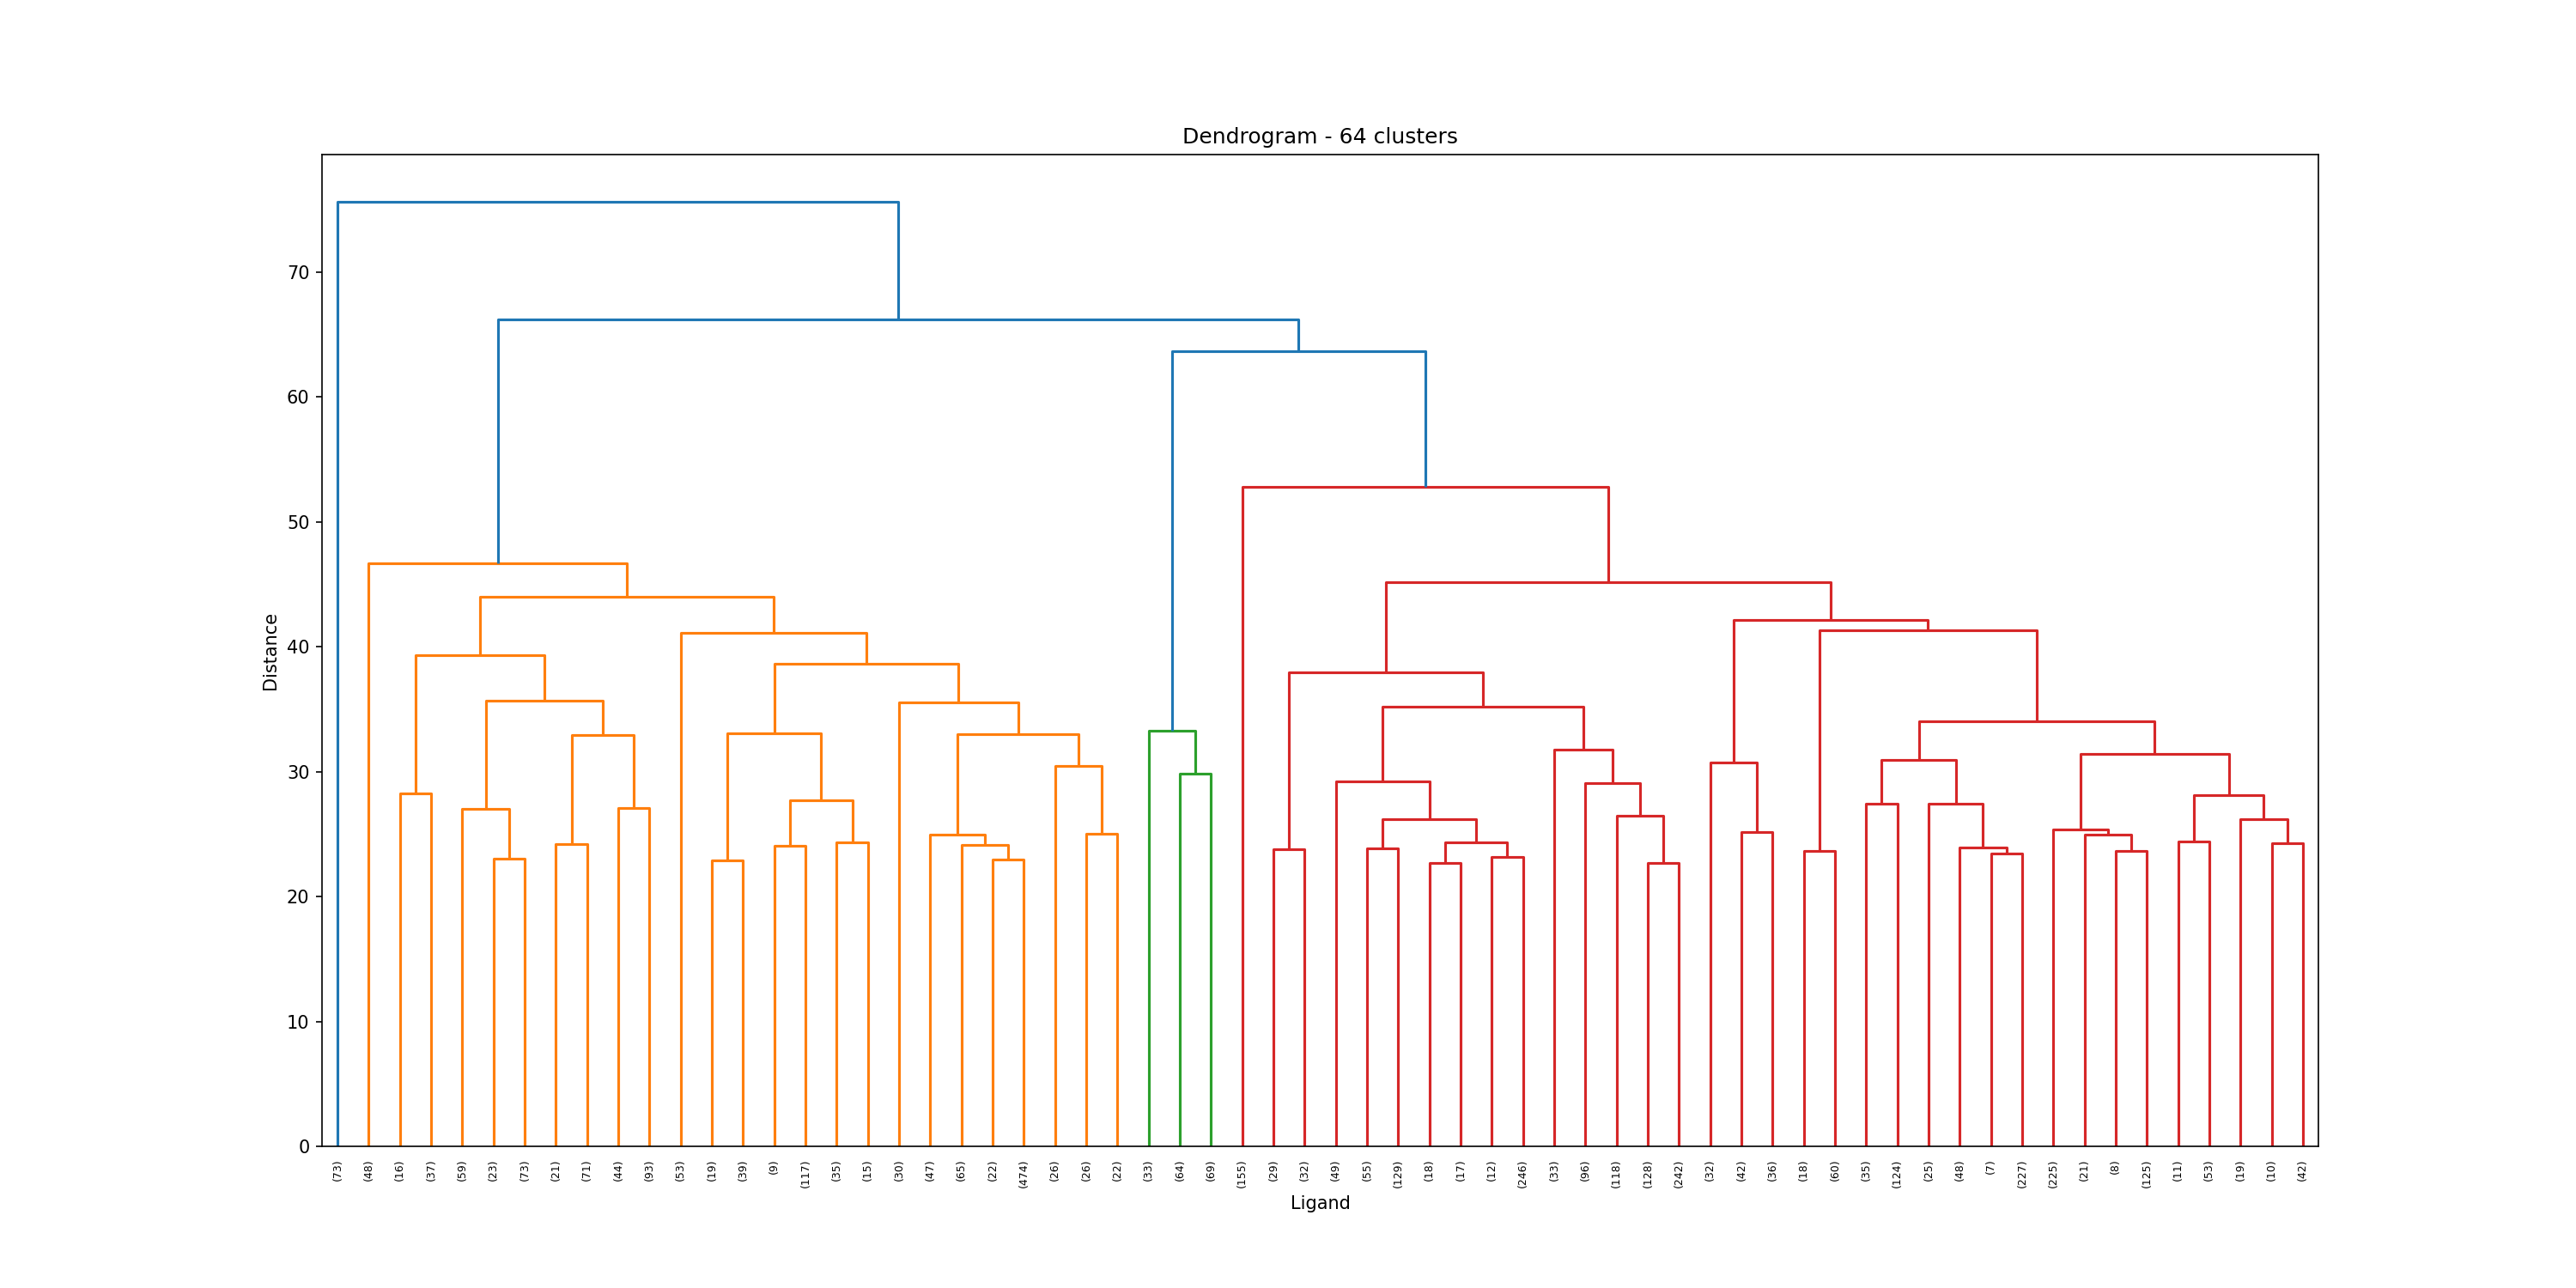 Dendrogram - 64 clusters
70
60
50
40
30
20
10
0
Distance
(73) (48) (16) (37) (59) (23) (73) (21) (71) (44) (93) (53) (19) (39) (9) (117) (35) (15) (30) (47) (65) (22) (474) (26) (26) (22) (33) (64) (69) (155) (29) (32) (49) (55) (129) (18) (17) (12) (246) (33) (96) (118) (128) (242) (32) (42) (36) (18) (60) (35) (124) (25) (48) (7) (227) (225) (21) (8) (125) (11) (53) (19) (10) (42)
Ligand